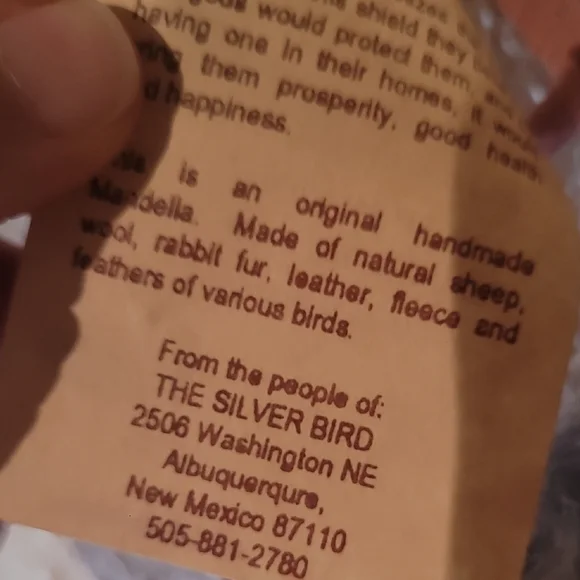 would protect them, and
having one in their homes, it would
them prosperity, good health
d happiness.
is an original handmade
Mandella. Made of natural sheep,
wool, rabbit fur, leather, fleece and
feathers of various birds.
From the people of:
THE SILVER BIRD
2506 Washington NE
Albuquerqure,
New Mexico 87110
505-881-2780